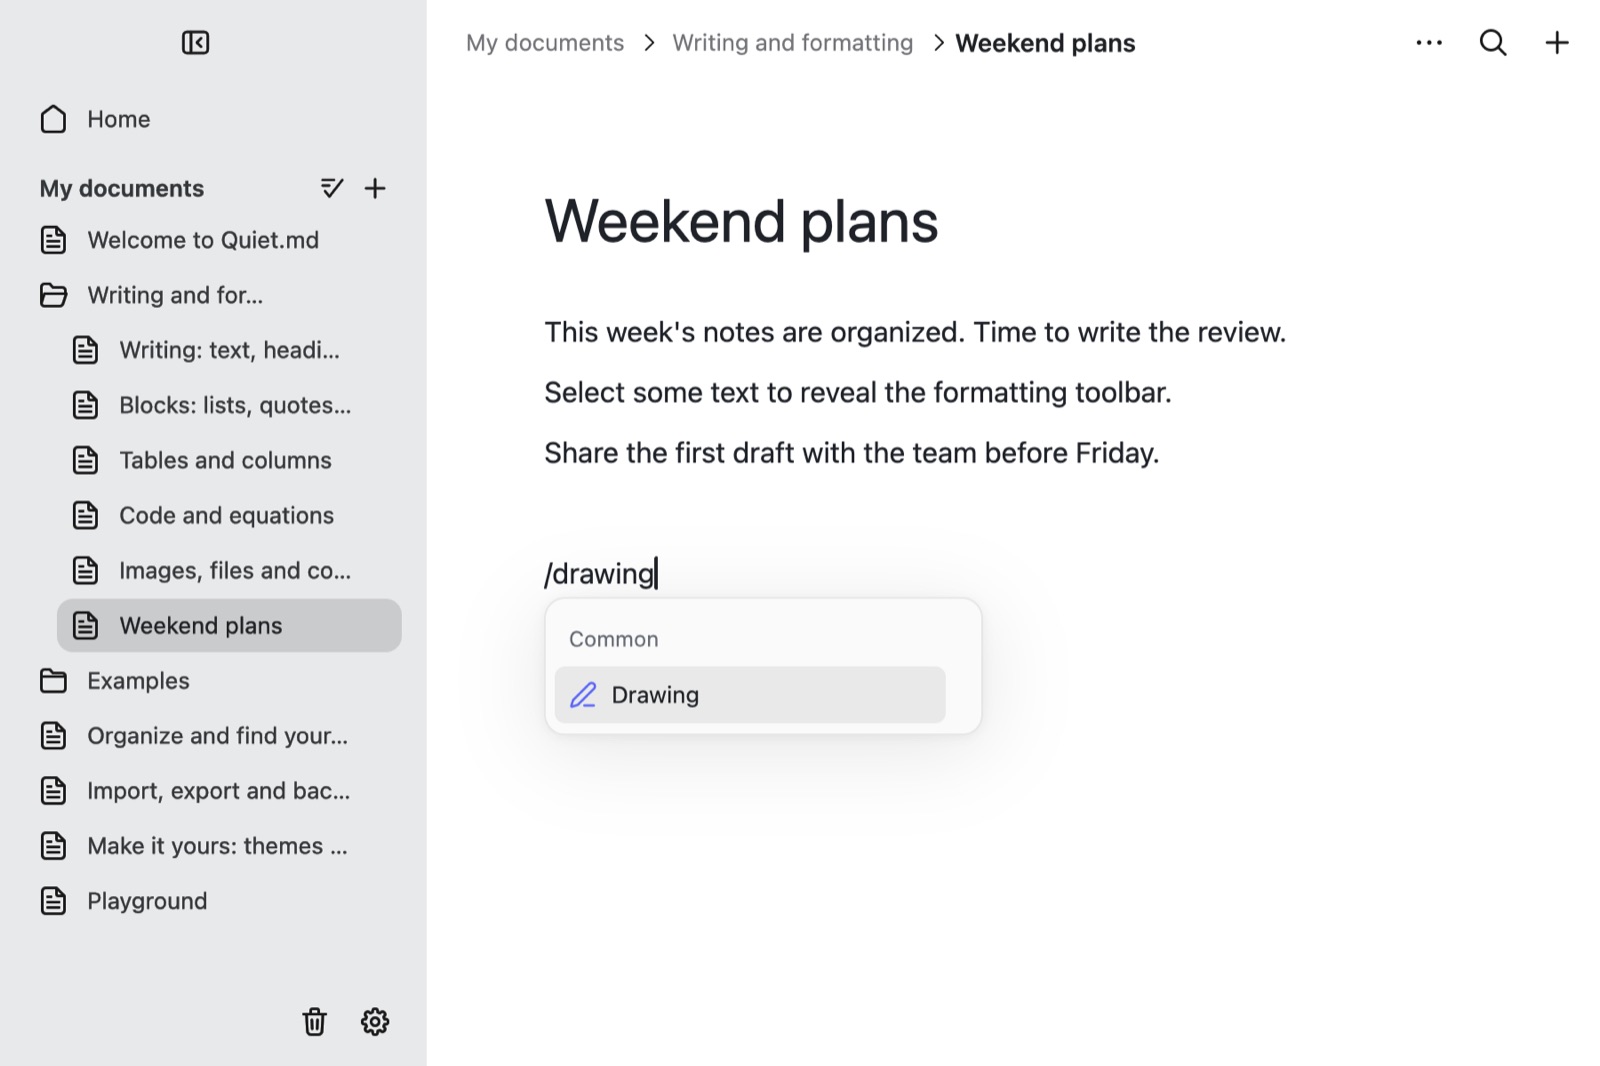 My documents > Writing and formatting > Weekend plans
Home
My documents
Welcome to Quiet.md
Writing and for...
Writing: text, headi...
Blocks: lists, quotes...
Tables and columns
Code and equations
Images, files and co...
Weekend plans
Examples
Organize and find your...
Import, export and bac...
Make it yours: themes ...
Playground
Weekend plans
This week's notes are organized. Time to write the review.
Select some text to reveal the formatting toolbar.
Share the first draft with the team before Friday.
/drawing
Common
Drawing